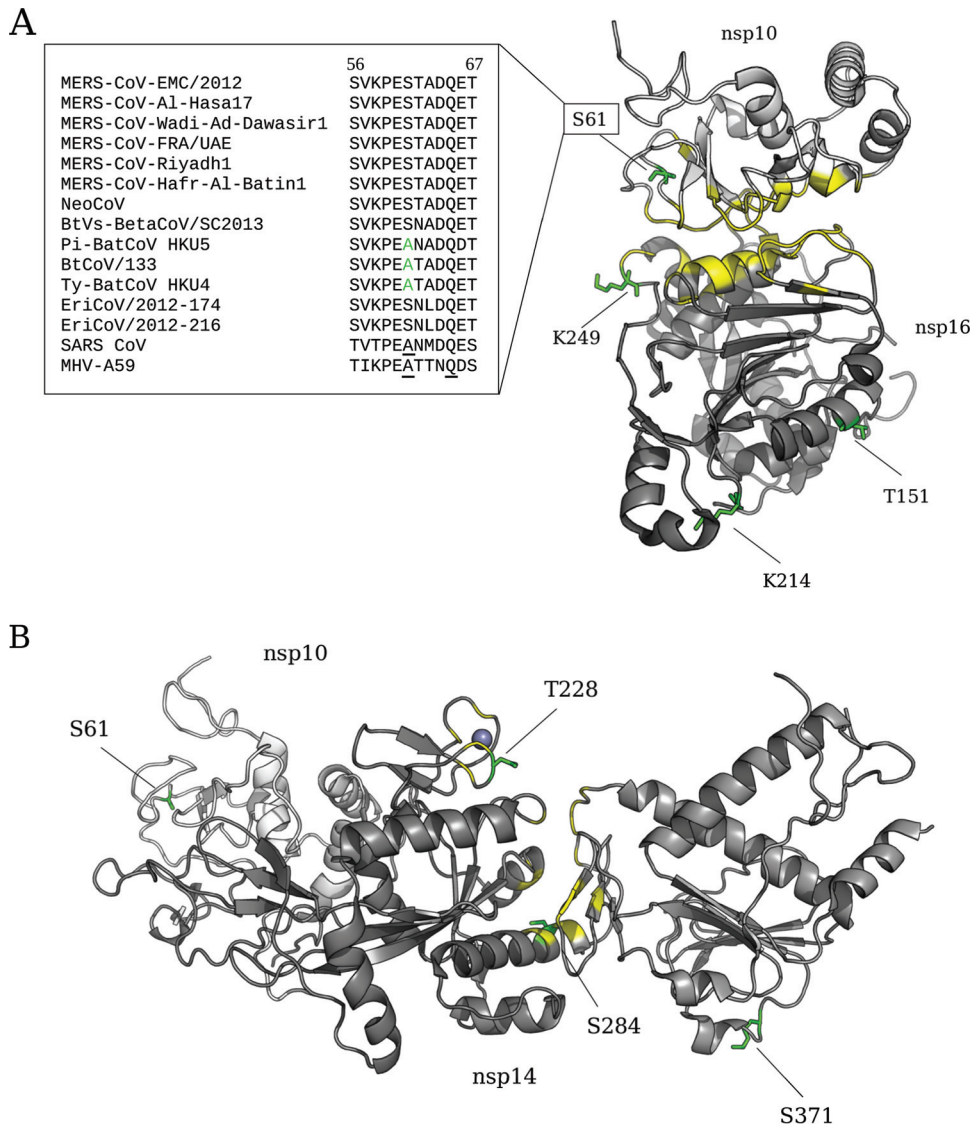 A
nsp10
56 67
S61
MERS-CoV-EMC/2012 SVKPESTADQET
MERS-CoV-Al-Hasa17 SVKPESTADQET
MERS-CoV-Wadi-Ad-Dawasir1 SVKPESTADQET
MERS-CoV-FRA/UAE SVKPESTADQET
MERS-CoV-Riyadh1 SVKPESTADQET
MERS-CoV-Hafr-Al-Batin1 SVKPESTADQET
NeoCoV SVKPESTADQET
BtVs-BetaCoV/SC2013 SVKPESNADQET
Pi-BatCoV HKU5 SVKPEANADQDT
BtCoV/133 SVKPEATADQET
Ty-BatCoV HKU4 SVKPEATADQET
EriCoV/2012-174 SVKPESNLDQET
EriCoV/2012-216 SVKPESNLDQET
SARS CoV TVTPEANMDQES
MHV-A59 TIKPEATTNQDS
K249
nsp16
T151
K214
B
nsp10
T228
S61
S284
nsp14
S371